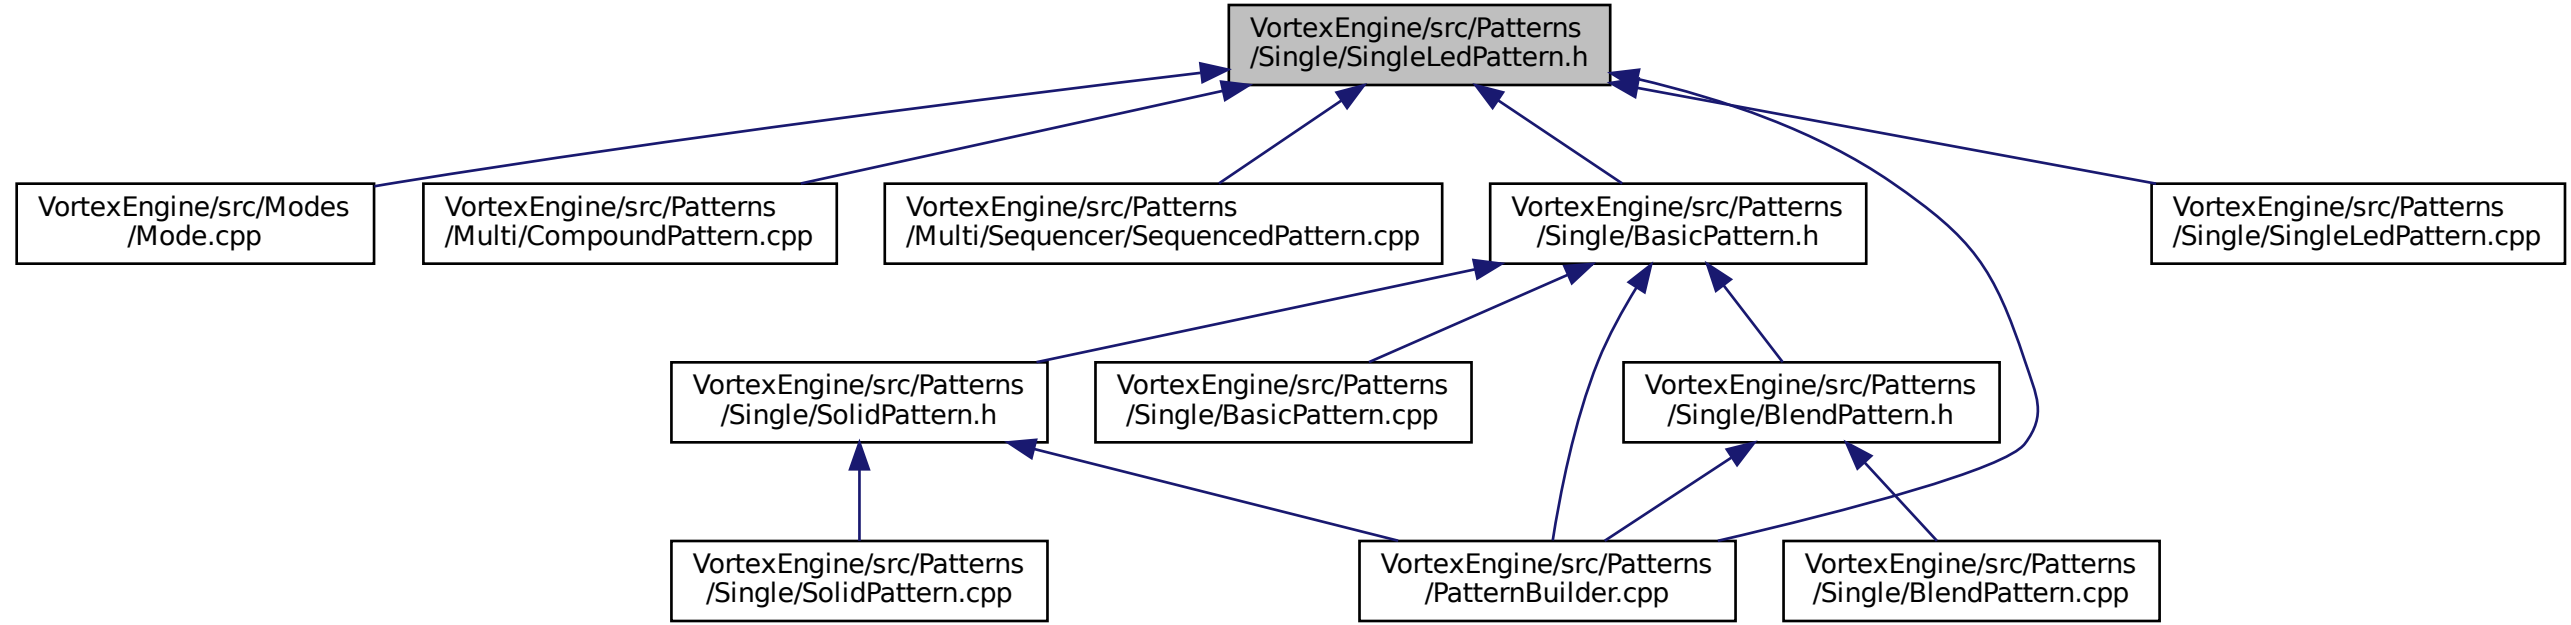 VortexEngine/src/Patterns
/Single/SingleLedPattern.h
VortexEngine/src/Modes
/Mode.cpp
VortexEngine/src/Patterns
/Multi/CompoundPattern.cpp
VortexEngine/src/Patterns
/Multi/Sequencer/SequencedPattern.cpp
VortexEngine/src/Patterns
/Single/BasicPattern.h
VortexEngine/src/Patterns
/Single/SingleLedPattern.cpp
VortexEngine/src/Patterns
/Single/SolidPattern.h
VortexEngine/src/Patterns
/Single/BasicPattern.cpp
VortexEngine/src/Patterns
/Single/BlendPattern.h
VortexEngine/src/Patterns
/Single/SolidPattern.cpp
VortexEngine/src/Patterns
/PatternBuilder.cpp
VortexEngine/src/Patterns
/Single/BlendPattern.cpp